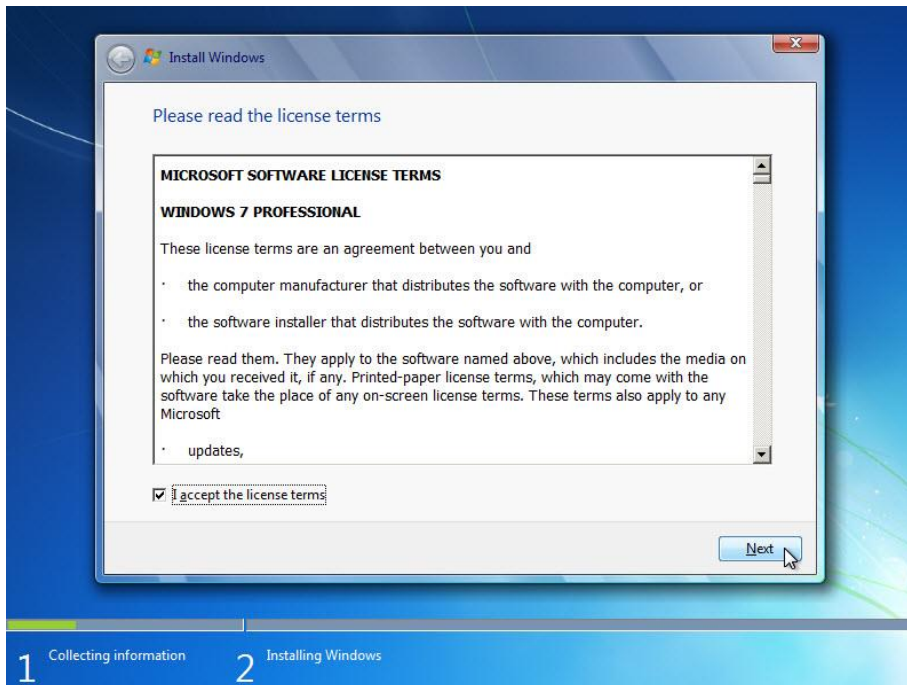 Install Windows
Please read the license terms
MICROSOFT SOFTWARE LICENSE TERMS
WINDOWS 7 PROFESSIONAL
These license terms are an agreement between you and
· the computer manufacturer that distributes the software with the computer, or
· the software installer that distributes the software with the computer.
Please read them. They apply to the software named above, which includes the media on
which you received it, if any. Printed-paper license terms, which may come with the
software take the place of any on-screen license terms. These terms also apply to any
Microsoft
· updates,
I accept the license terms
Next
1 Collecting information
2 Installing Windows